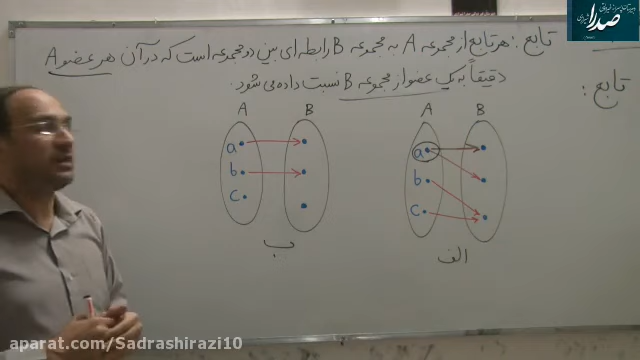 تابع : هر تابع از مجموعه A به مجموعه B رابطه ای بین دو مجموعه است که در آن هر عضو A
دقیقاً به یک عضو از مجموعه B نسبت داده می شود.
تابع :
A B
a
b
c
الف
A B
a
b
c
ب
صدرا
aparat.com/Sadrashirazi10